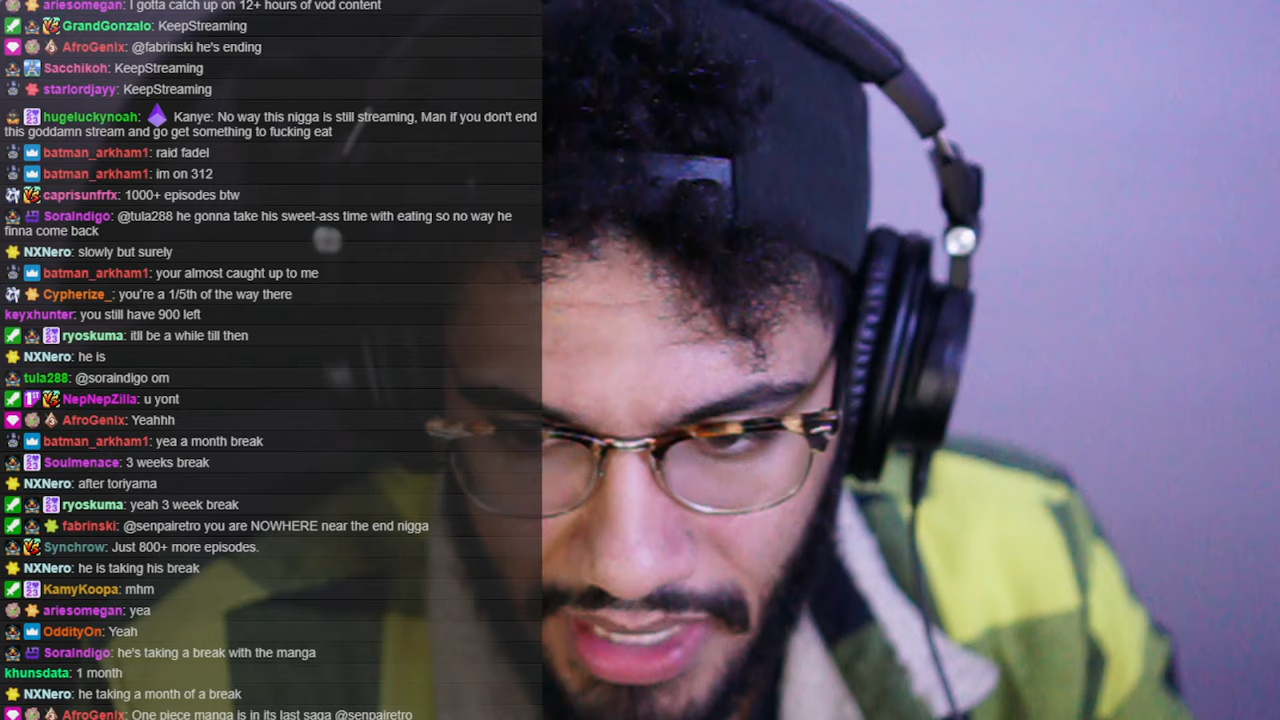 ariesomegan: I gotta catch up on 12+ hours of vod content
GrandGonzalo: KeepStreaming
AfroGenix: @fabrinski he's ending
Sacchikoh: KeepStreaming
starlordjayy: KeepStreaming
hugeluckynoah: Kanye: No way this nigga is still streaming, Man if you don't end
this goddamn stream and go get something to fucking eat
batman_arkham1: raid fadel
batman_arkham1: im on 312
caprisunfrfx: 1000+ episodes btw
SoraIndigo: @tula288 he gonna take his sweet-ass time with eating so no way he
finna come back
NXNero: slowly but surely
batman_arkham1: your almost caught up to me
Cypherize_: you're a 1/5th of the way there
keyxhunter: you still have 900 left
ryoskuma: itll be a while till then
NXNero: he is
tula288: @soraindigo om
NepNepZilla: u yont
AfroGenix: Yeahhh
batman_arkham1: yea a month break
Soulmenace: 3 weeks break
NXNero: after toriyama
ryoskuma: yeah 3 week break
fabrinski: @senpairetro you are NOWHERE near the end nigga
Synchrow: Just 800+ more episodes.
NXNero: he is taking his break
KamyKoopa: mhm
ariesomegan: yea
OddityOn: Yeah
SoraIndigo: he's taking a break with the manga
khunsdata: 1 month
NXNero: he taking a month of a break
AfroGenix: One piece manga is in its last saga @senpairetro